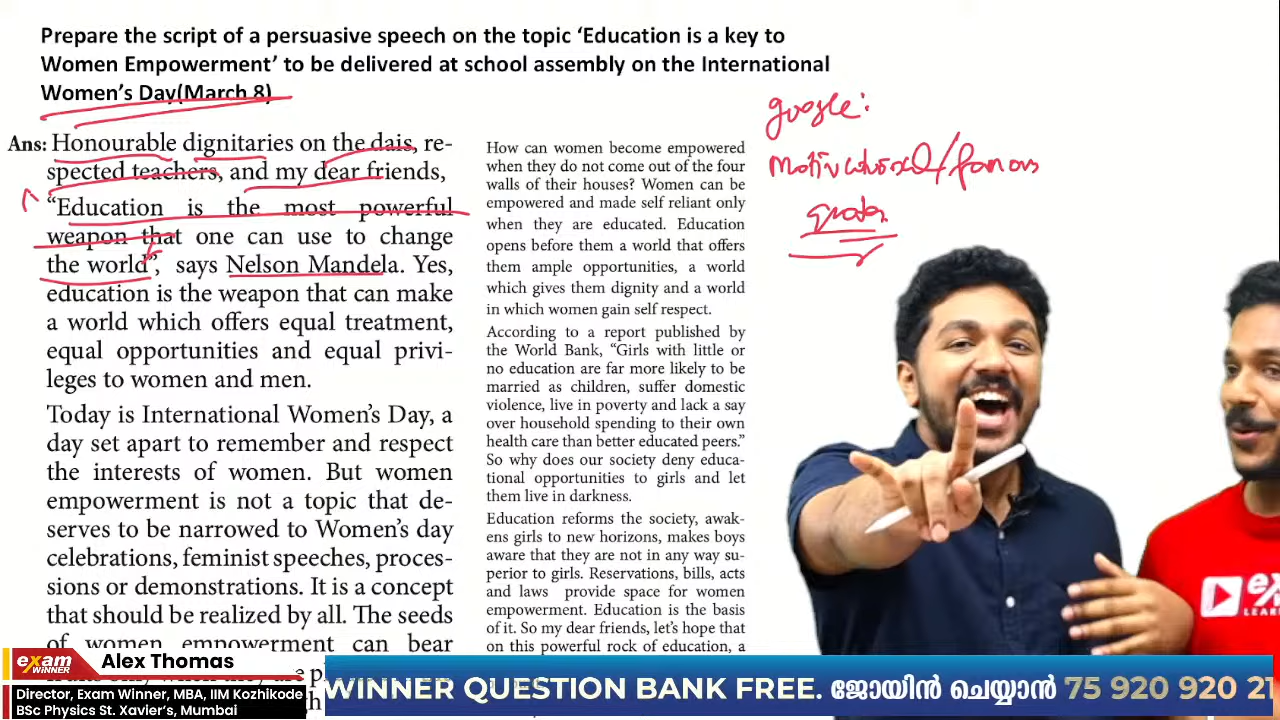 Prepare the script of a persuasive speech on the topic ‘Education is a key to
Women Empowerment’ to be delivered at school assembly on the International
Women’s Day(March 8)
Ans: Honourable dignitaries on the dais, re-
spected teachers, and my dear friends,
“Education is the most powerful
weapon that one can use to change
the world”, says Nelson Mandela. Yes,
education is the weapon that can make
a world which offers equal treatment,
equal opportunities and equal privi-
leges to women and men.
Today is International Women’s Day, a
day set apart to remember and respect
the interests of women. But women
empowerment is not a topic that de-
serves to be narrowed to Women’s day
celebrations, feminist speeches, proces-
sions or demonstrations. It is a concept
that should be realized by all. The seeds
of women empowerment can bear
How can women become empowered
when they do not come out of the four
walls of their houses? Women can be
empowered and made self reliant only
when they are educated. Education
opens before them a world that offers
them ample opportunities, a world
which gives them dignity and a world
in which women gain self respect.
According to a report published by
the World Bank, “Girls with little or
no education are far more likely to be
married as children, suffer domestic
violence, live in poverty and lack a say
over household spending to their own
health care than better educated peers.”
So why does our society deny educa-
tional opportunities to girls and let
them live in darkness.
Education reforms the society, awak-
ens girls to new horizons, makes boys
aware that they are not in any way su-
perior to girls. Reservations, bills, acts
and laws provide space for women
empowerment. Education is the basis
of it. So my dear friends, let’s hope that
on this powerful rock of education, a
google:
motivational/famous
quotes
exam
WINNER
Alex Thomas
Director, Exam Winner, MBA, IIM Kozhikode
BSc Physics St. Xavier’s, Mumbai
WINNER QUESTION BANK FREE. ജോയിൻ ചെയ്യാൻ 75 920 920 21